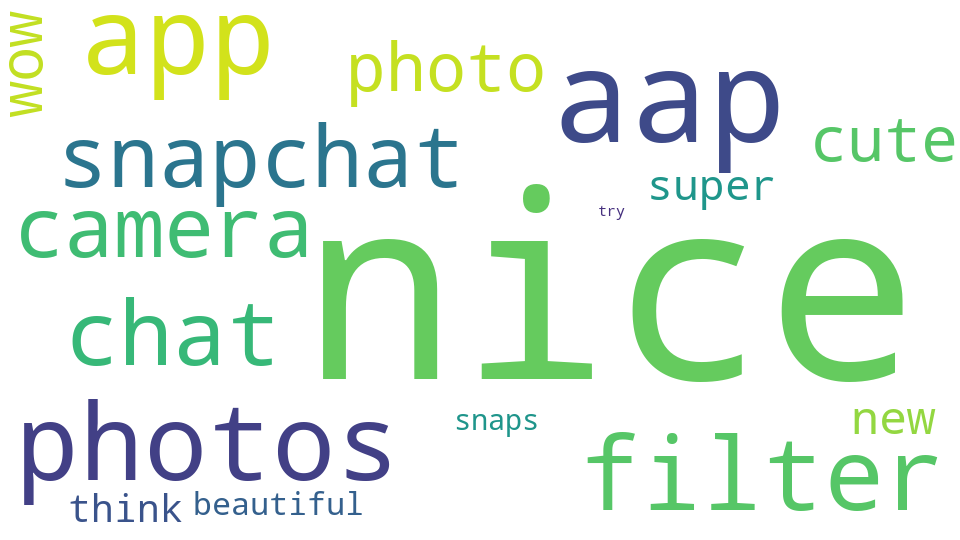 wow
app
photo
aap
cute
snapchat
super
camera
try
nice
chat
photos
snaps
new
filter
think
beautiful